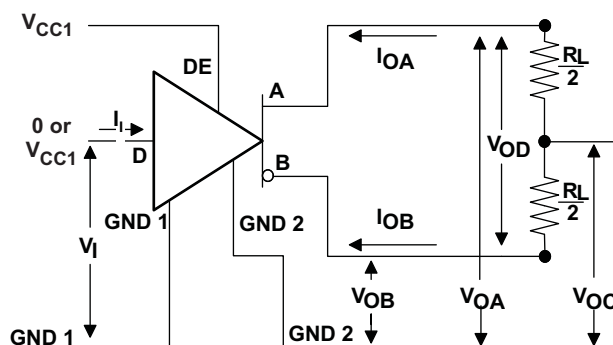 VCC1
DE
A
IOA
RL
2
0 or
VCC1
II
D
B
VOD
RL
2
GND 1
GND 2
IOB
VI
VOB
VOA
VOC
GND 1
GND 2